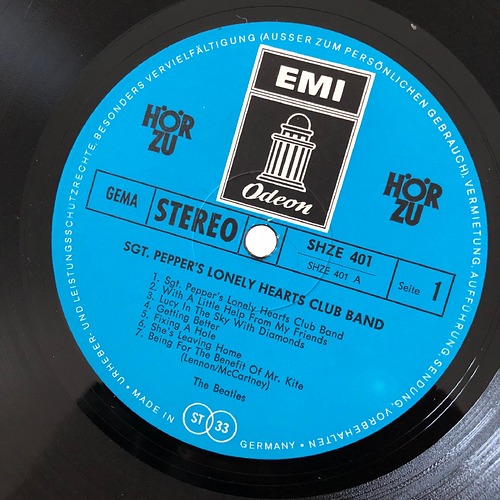 URHEBER- UND LEISTUNGSSCHUTZRECHTE, BESONDERS VERVIELFÄLTIGUNG (AUSSER ZUM PERSÖNLICHEN GEBRAUCH), VERMIETUNG, AUFFÜHRUNG, SENDUNG, VORBEHALTEN
EMI
Odeon
HÖR
ZU
HÖR
ZU
GEMA
STEREO
SHZE 401
SHZE 401 A
Seite 1
SGT. PEPPER'S LONELY HEARTS CLUB BAND
1. Sgt. Pepper's Lonely Hearts Club Band
2. With A Little Help From My Friends
3. Lucy In The Sky With Diamonds
4. Getting Better
5. Fixing A Hole
6. She's Leaving Home
7. Being For The Benefit Of Mr. Kite
(Lennon/McCartney)
The Beatles
• MADE IN
ST 33
GERMANY •